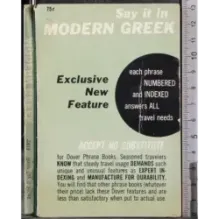 75¢
Say it in
MODERN GREEK
Exclusive
New
Feature
each phrase
NUMBERED
and INDEXED
answers ALL
travel needs
ACCEPT NO SUBSTITUTE
for Dover Phrase Books. Seasoned travelers
KNOW that steady foreign usage DEMANDS such
unique and unusual features as EXPERT IN-
DEXING and MANUFACTURE FOR DURABILITY.
You will find that other phrase books (whatever
their price) lack these Dover features and are
less than satisfactory when put to actual use.